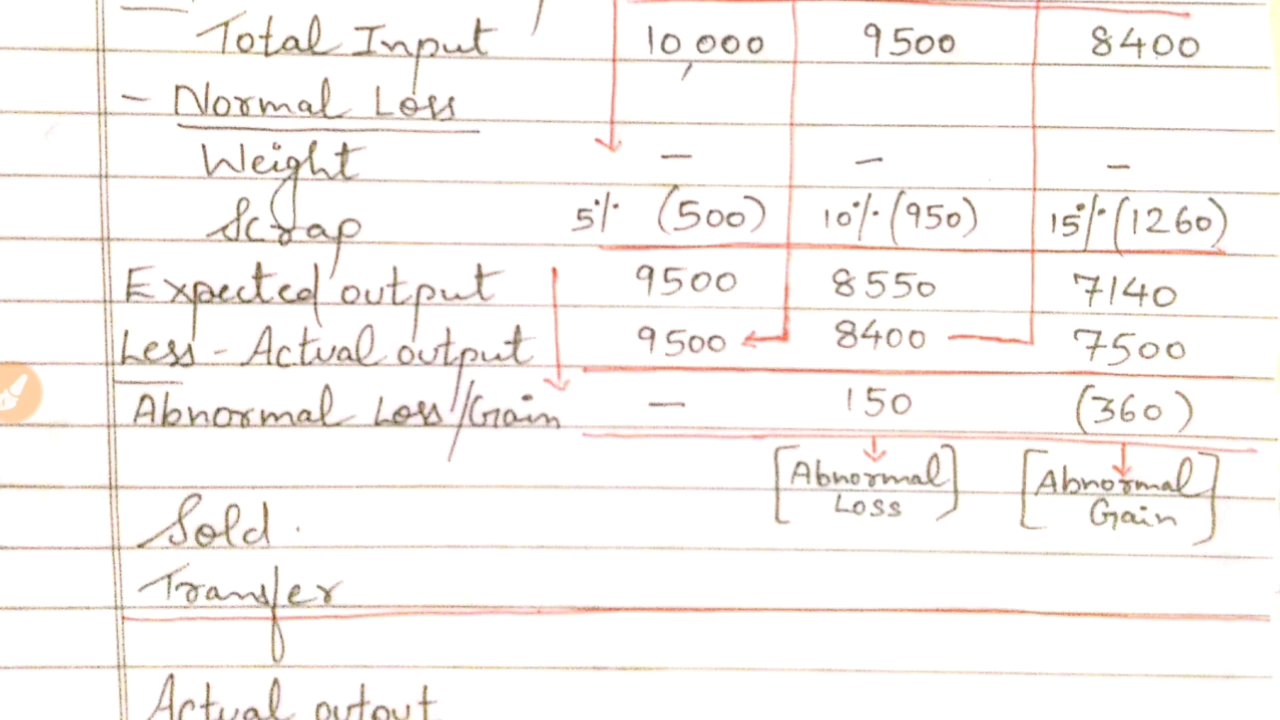 Total Input 10,000 9500 8400
- Normal Loss
Weight — — —
Scrap 5% (500) 10% (950) 15% (1260)
Expected output 9500 8550 7140
Less - Actual output 9500 8400 7500
Abnormal Loss/Gain — 150 (360)
[Abnormal Loss] [Abnormal Gain]
Sold.
Transfer
Actual output